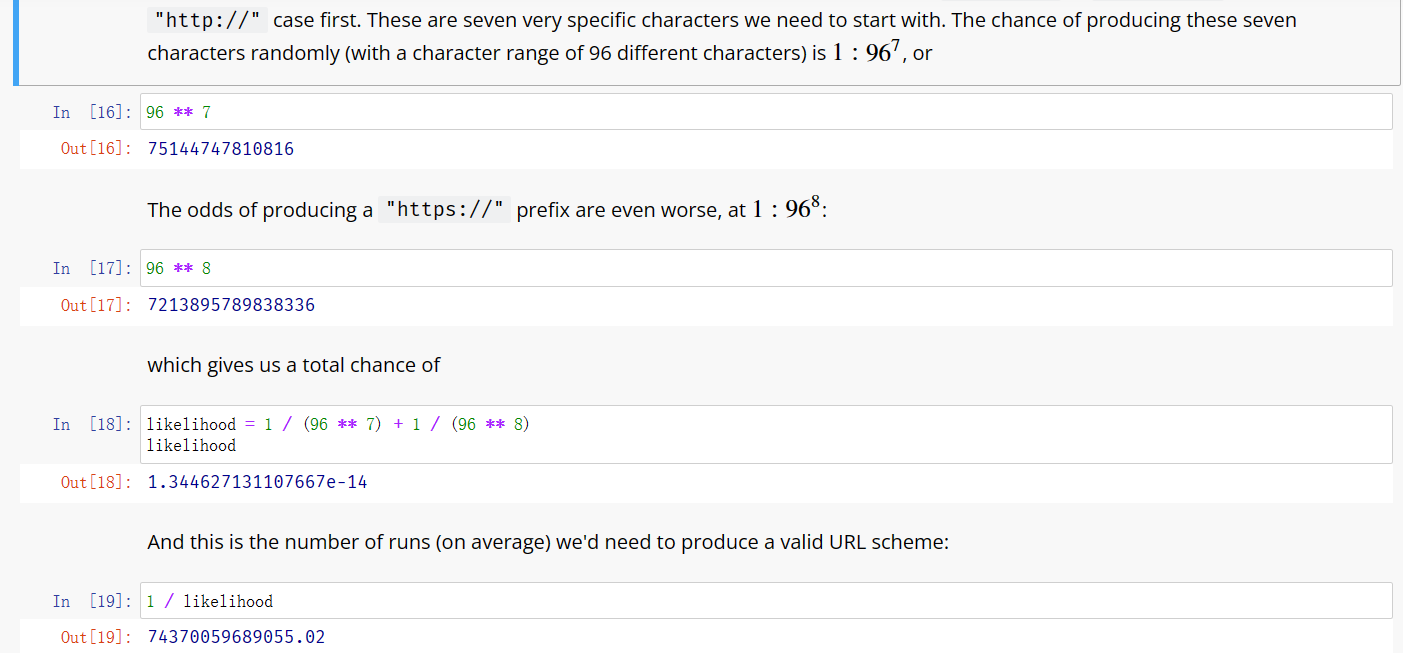 "http://" case first. These are seven very specific characters we need to start with. The chance of producing these seven
characters randomly (with a character range of 96 different characters) is 1 : 96⁷, or
In [16]: 96 ** 7
Out[16]: 75144747810816
The odds of producing a "https://" prefix are even worse, at 1 : 96⁸:
In [17]: 96 ** 8
Out[17]: 7213895789838336
which gives us a total chance of
In [18]: likelihood = 1 / (96 ** 7) + 1 / (96 ** 8)
likelihood
Out[18]: 1.344627131107667e-14
And this is the number of runs (on average) we'd need to produce a valid URL scheme:
In [19]: 1 / likelihood
Out[19]: 74370059689055.02